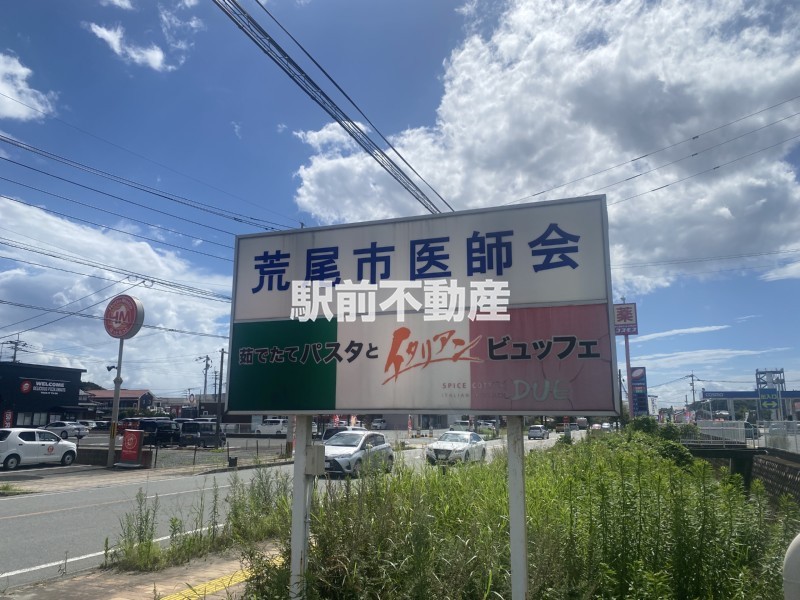 荒尾市医師会
駅前不動産
茹でたてパスタと イタリアン ビュッフェ
DUE
HM
薬
WELCOME